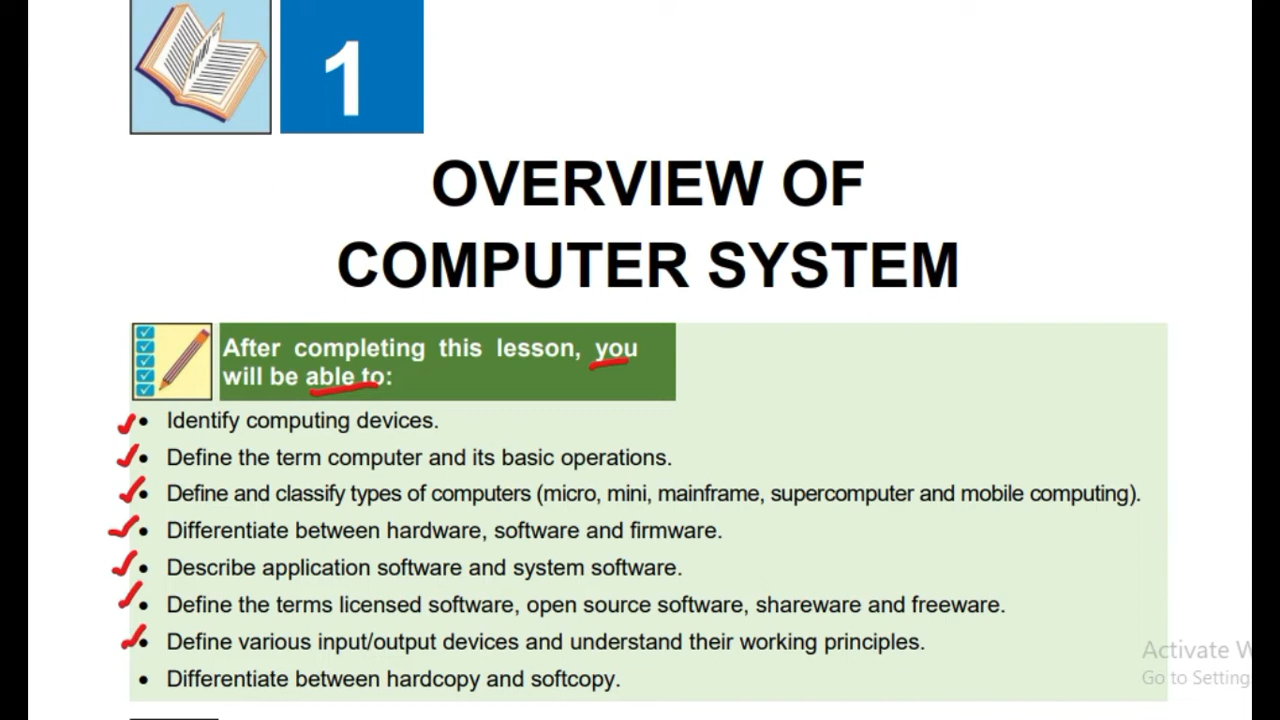 1
OVERVIEW OF
COMPUTER SYSTEM
After completing this lesson, you
will be able to:
• Identify computing devices.
• Define the term computer and its basic operations.
• Define and classify types of computers (micro, mini, mainframe, supercomputer and mobile computing).
• Differentiate between hardware, software and firmware.
• Describe application software and system software.
• Define the terms licensed software, open source software, shareware and freeware.
• Define various input/output devices and understand their working principles.
• Differentiate between hardcopy and softcopy.
Activate W
Go to Setting